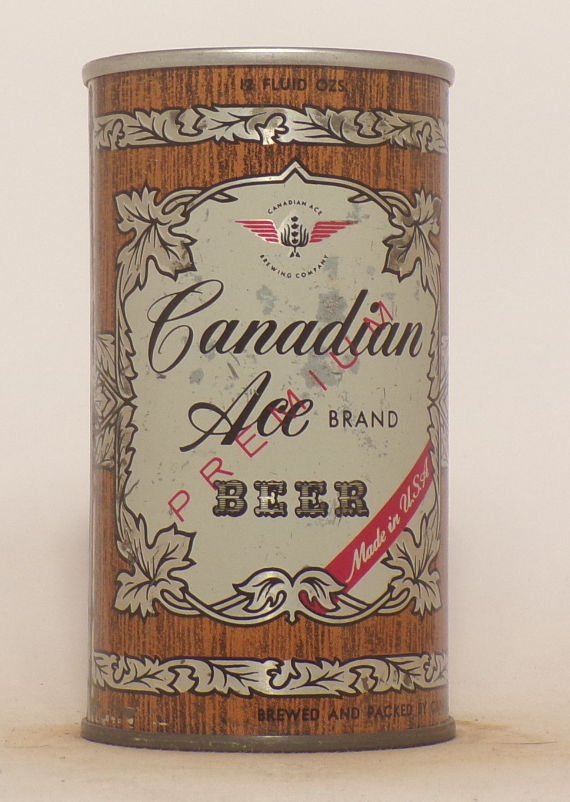 12 FLUID OZS.
CANADIAN ACE
BREWING COMPANY
Canadian
Ace BRAND
PREMIUM
BEER
Made in U.S.A.
BREWED AND PACKED BY